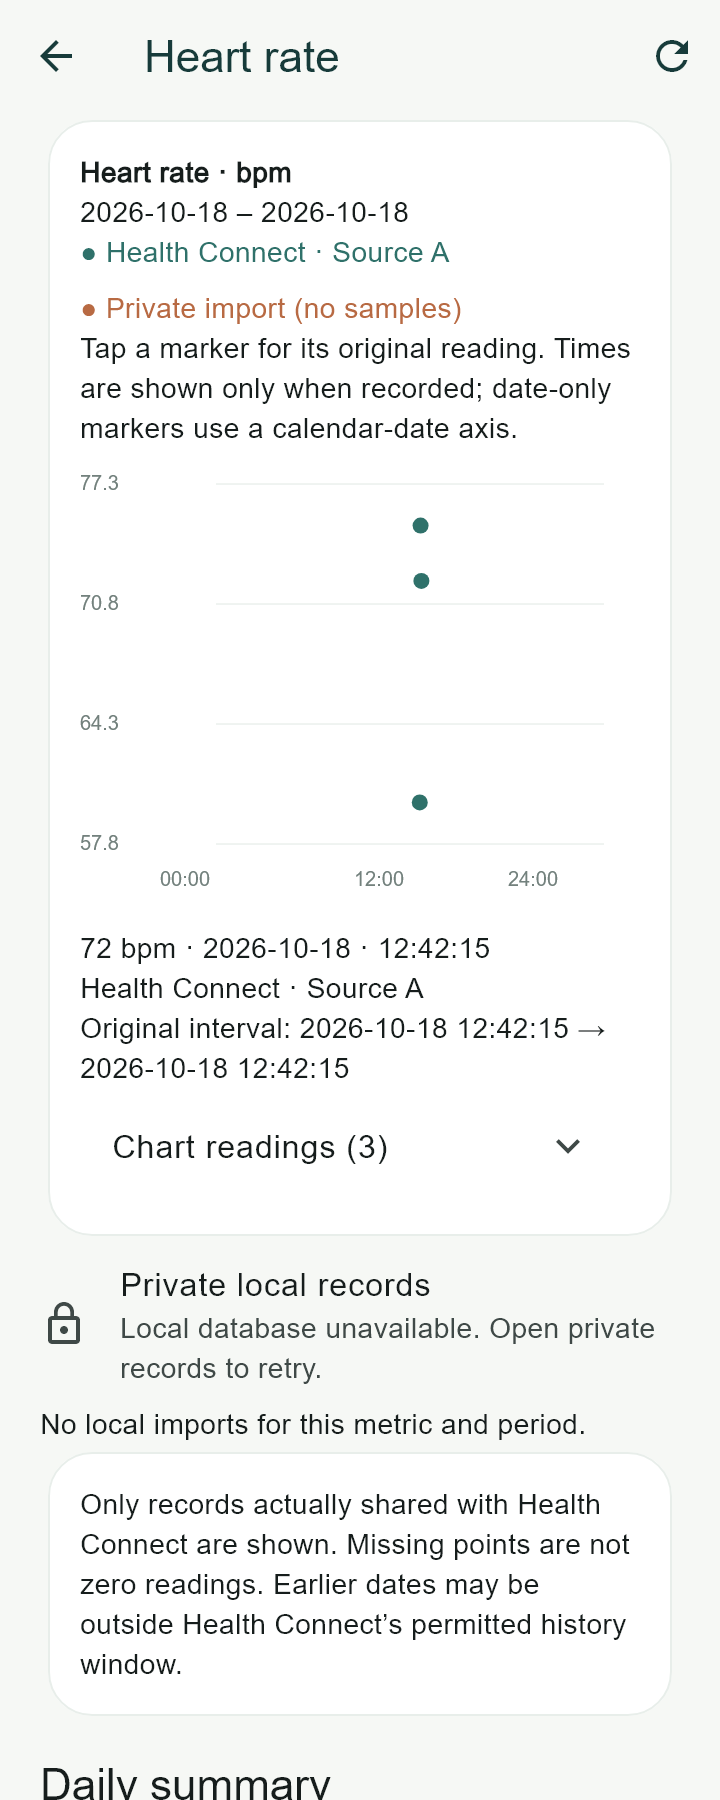 Heart rate
Heart rate · bpm
2026-10-18 – 2026-10-18
● Health Connect · Source A
● Private import (no samples)
Tap a marker for its original reading. Times
are shown only when recorded; date-only
markers use a calendar-date axis.
77.3
70.8
64.3
57.8
00:00 12:00 24:00
72 bpm · 2026-10-18 · 12:42:15
Health Connect · Source A
Original interval: 2026-10-18 12:42:15 →
2026-10-18 12:42:15
Chart readings (3)
Private local records
Local database unavailable. Open private
records to retry.
No local imports for this metric and period.
Only records actually shared with Health
Connect are shown. Missing points are not
zero readings. Earlier dates may be
outside Health Connect’s permitted history
window.
Daily summary